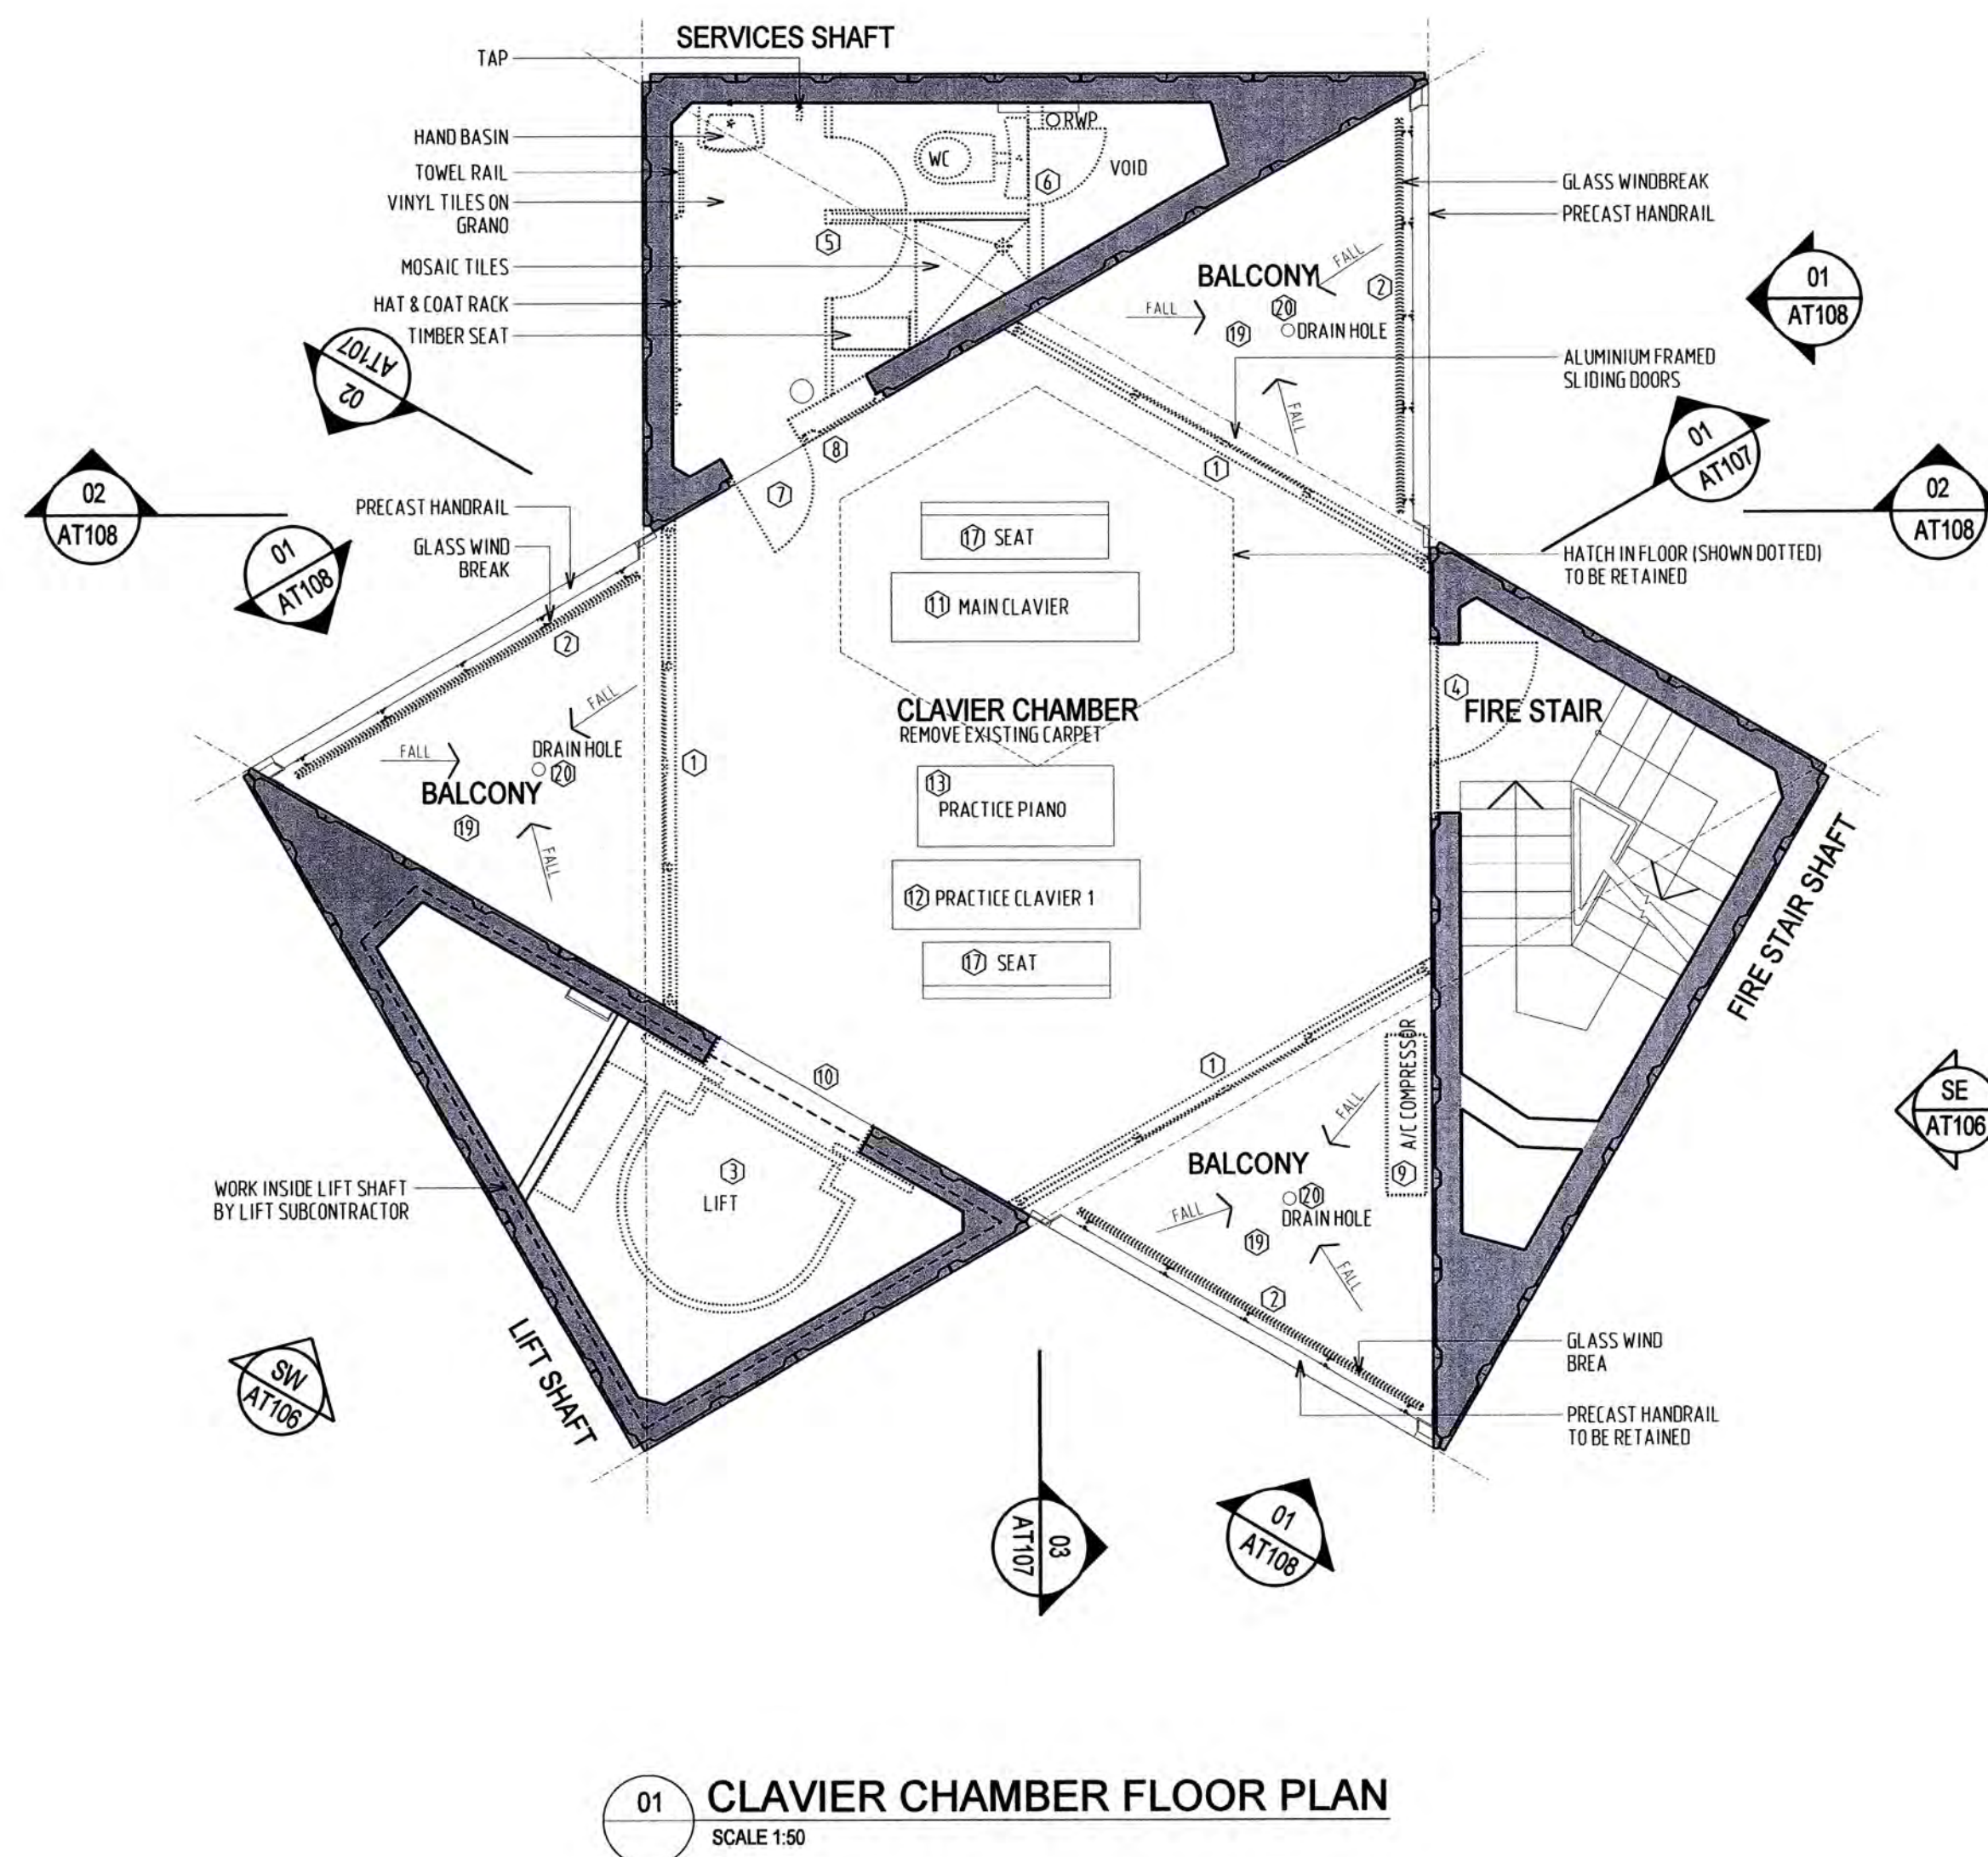 SERVICES SHAFT
TAP
HAND BASIN
TOWEL RAIL
VINYL TILES ON
GRANO
MOSAIC TILES
HAT & COAT RACK
TIMBER SEAT
WC
RWP
6
VOID
5
8
7
GLASS WINDBREAK
PRECAST HANDRAIL
BALCONY
FALL
2
FALL
20
19
DRAIN HOLE
FALL
1
ALUMINIUM FRAMED
SLIDING DOORS
01
AT108
02
AT107
01
AT107
02
AT108
02
AT108
01
AT108
PRECAST HANDRAIL
GLASS WIND
BREAK
HATCH IN FLOOR (SHOWN DOTTED)
TO BE RETAINED
17 SEAT
11 MAIN CLAVIER
CLAVIER CHAMBER
REMOVE EXISTING CARPET
13
PRACTICE PIANO
12 PRACTICE CLAVIER 1
17 SEAT
2
FALL
FALL
DRAIN HOLE
20
BALCONY
19
FALL
1
4
FIRE STAIR
FIRE STAIR SHAFT
10
3
LIFT
WORK INSIDE LIFT SHAFT
BY LIFT SUBCONTRACTOR
LIFT SHAFT
1
9 A/C COMPRESSOR
FALL
BALCONY
20
DRAIN HOLE
FALL
19
FALL
2
GLASS WIND
BREA
PRECAST HANDRAIL
TO BE RETAINED
SE
AT106
SW
AT106
03
AT107
01
AT108
01
CLAVIER CHAMBER FLOOR PLAN
SCALE 1:50